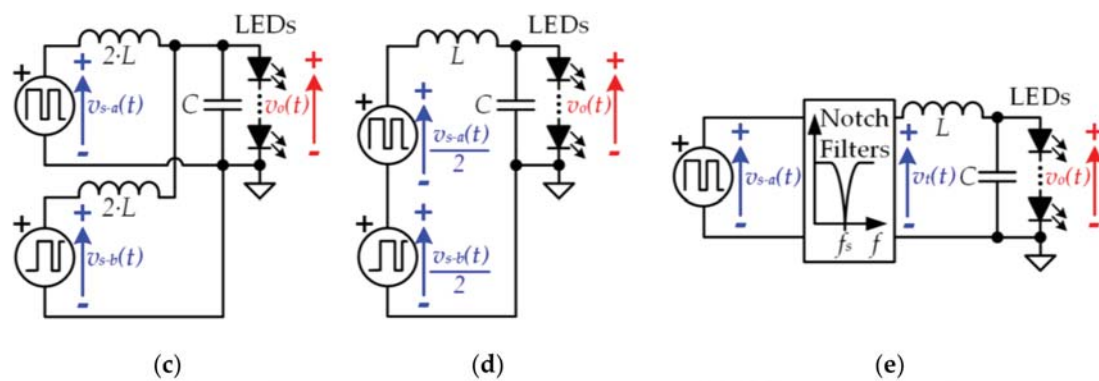 LEDs
+
+
2·L
+
vs-a(t)
C
vo(t)
-
-
+
+
2·L
vs-b(t)
-
(c)
LEDs
+
+
L
+
vs-a(t)
2
C
vo(t)
-
-
+
+
vs-b(t)
2
-
(d)
LEDs
+
+
vs-a(t)
-
Notch
Filters
fs
f
+
L
vt(t)
-
C
+
vo(t)
-
(e)